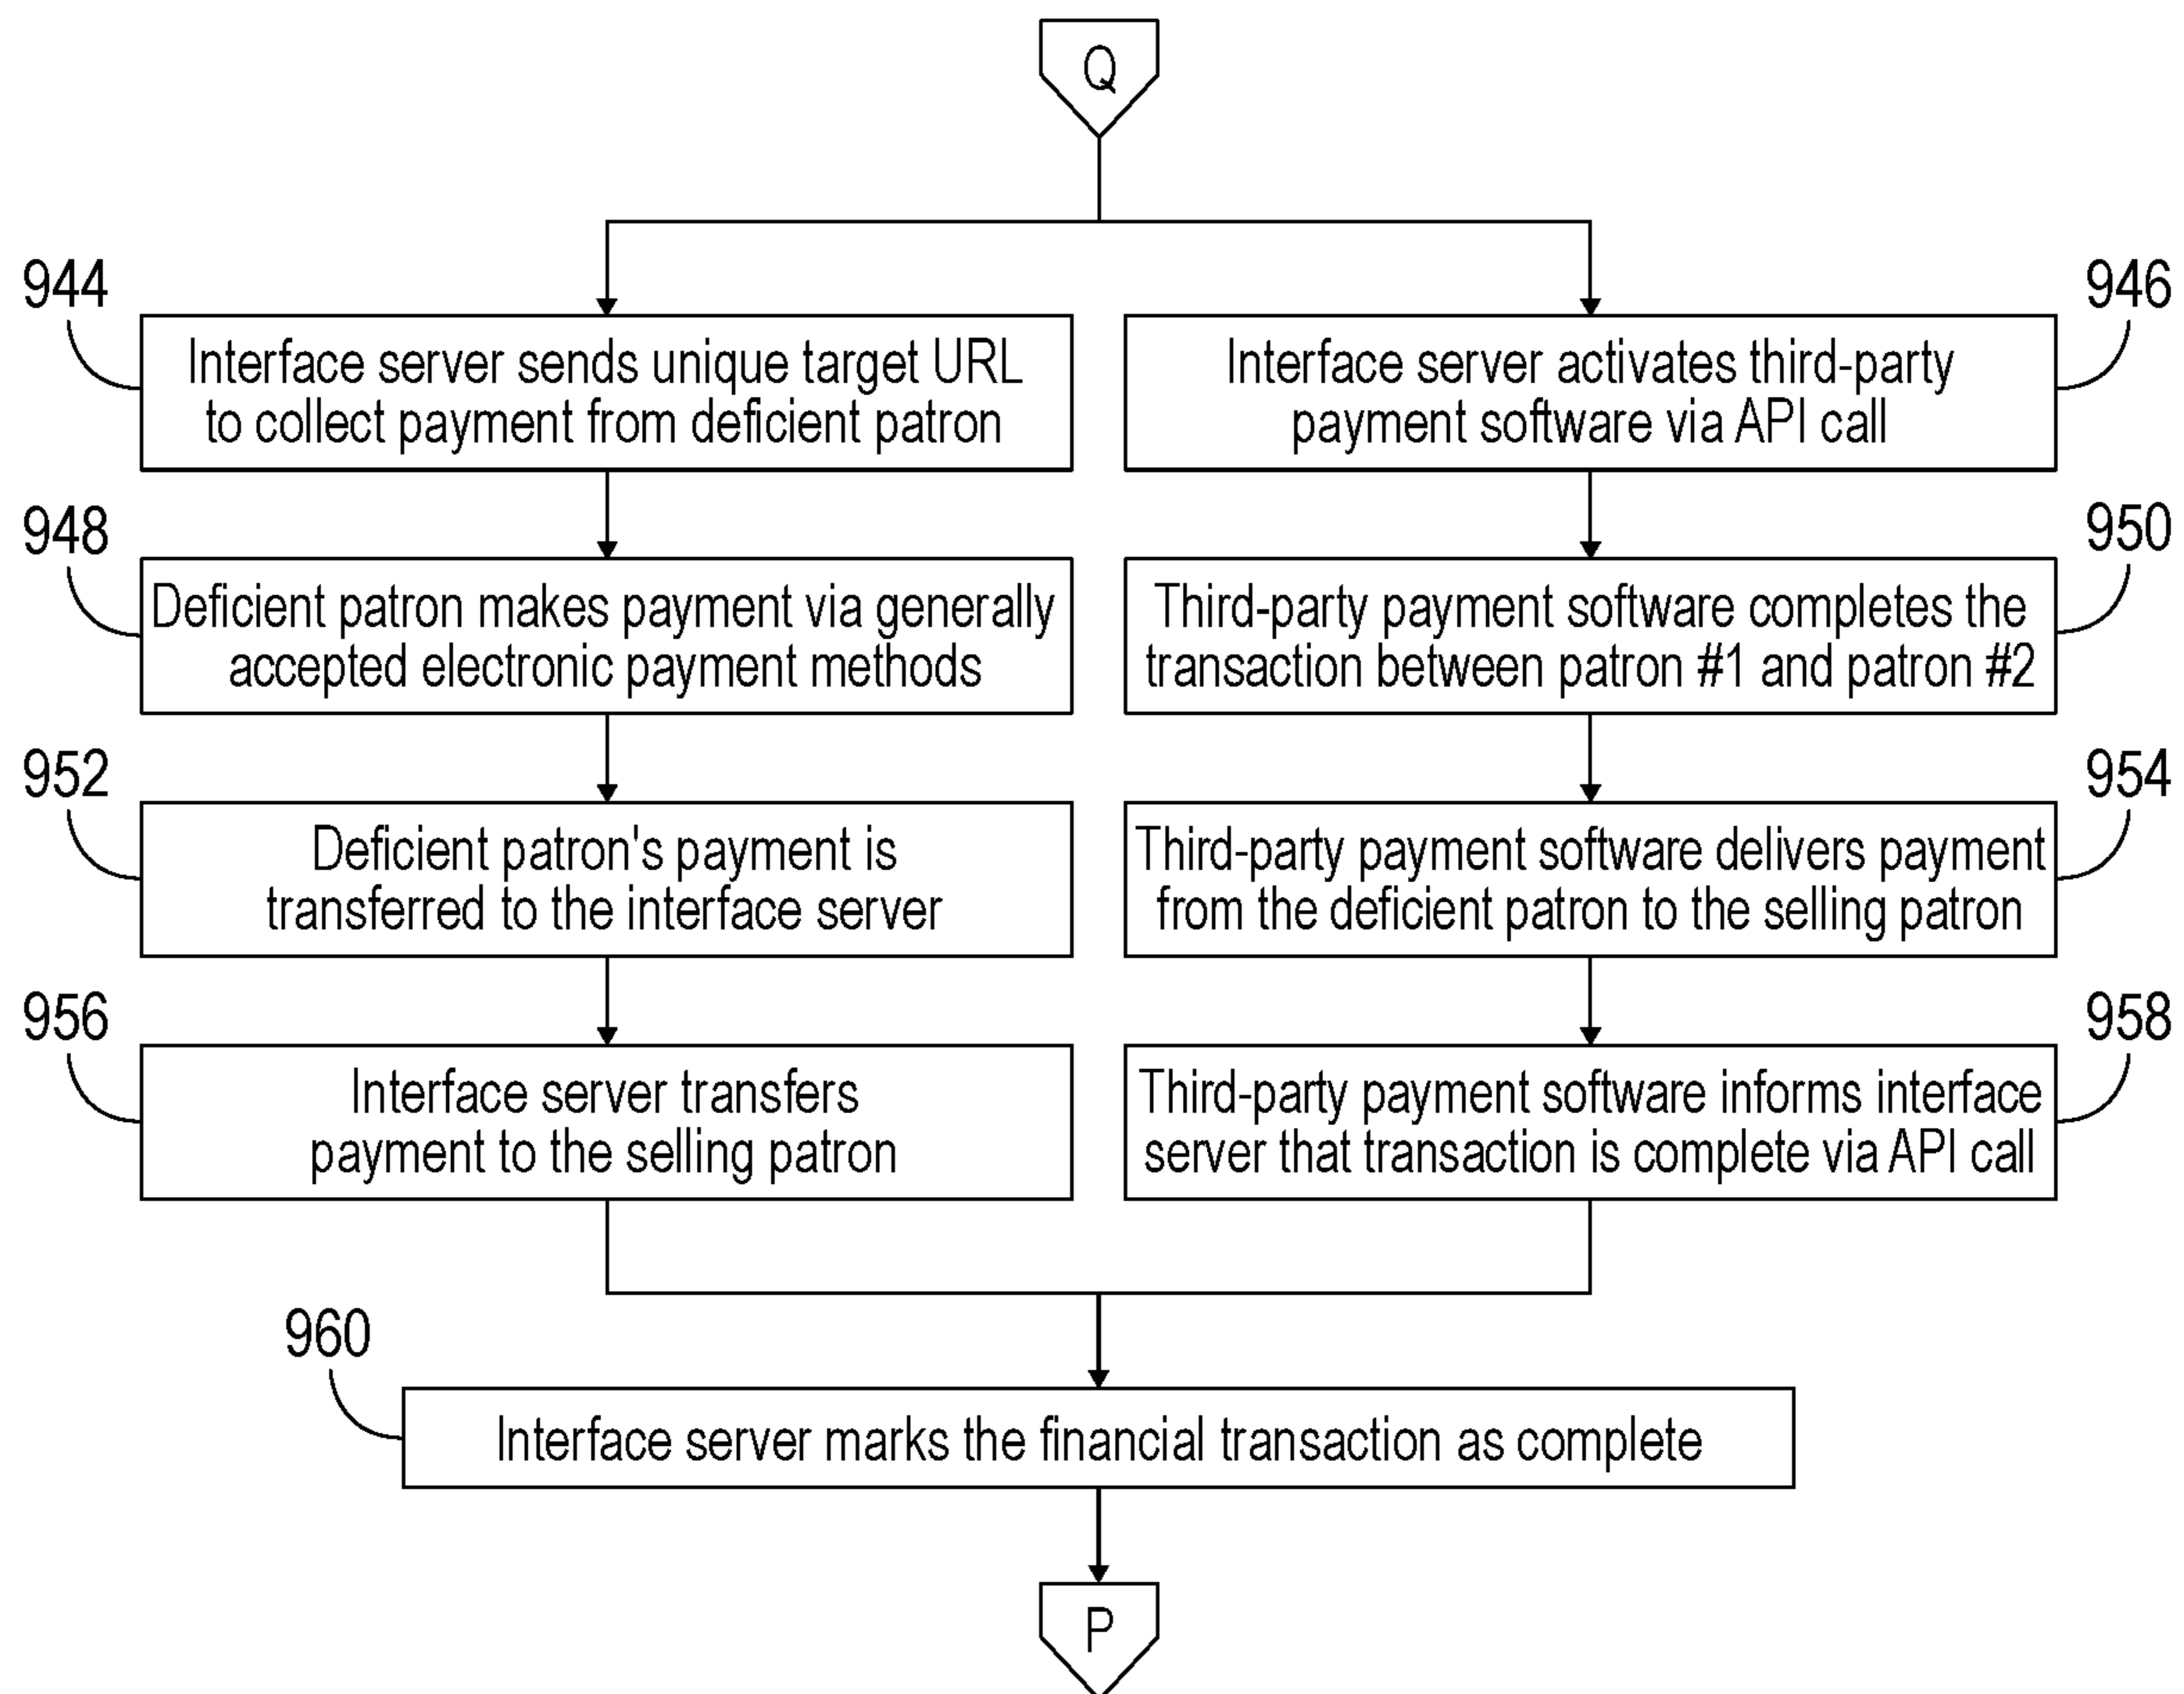 Q
944
Interface server sends unique target URL
to collect payment from deficient patron
946
Interface server activates third-party
payment software via API call
948
Deficient patron makes payment via generally
accepted electronic payment methods
950
Third-party payment software completes the
transaction between patron #1 and patron #2
952
Deficient patron's payment is
transferred to the interface server
954
Third-party payment software delivers payment
from the deficient patron to the selling patron
956
Interface server transfers
payment to the selling patron
958
Third-party payment software informs interface
server that transaction is complete via API call
960
Interface server marks the financial transaction as complete
P